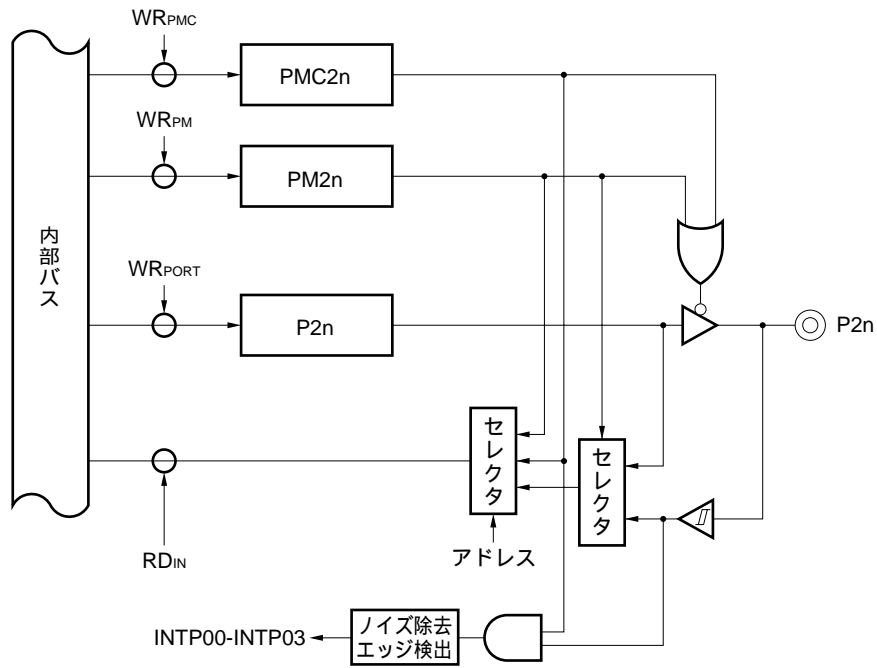 WRPMC
PMC2n
WRPM
PM2n
内部バス
WRPORT
P2n
P2n
セレクタ
セレクタ
RDIN
アドレス
INTP00-INTP03
ノイズ除去
エッジ検出